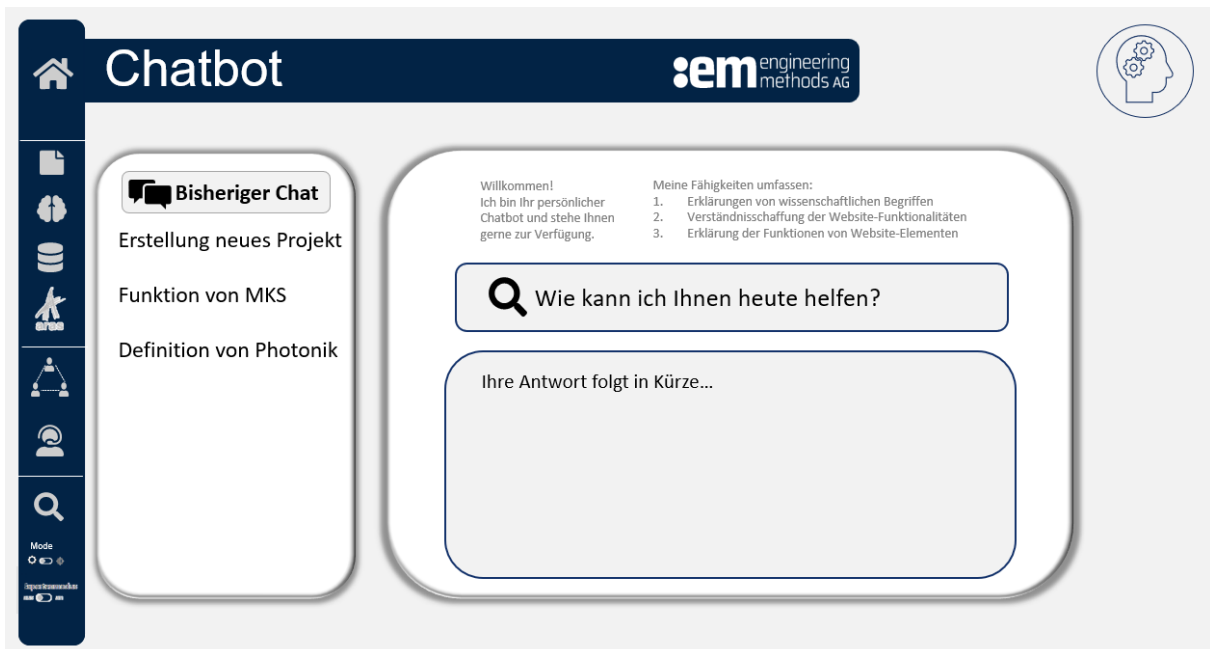 Chatbot
:em engineering
methods AG
Bisheriger Chat
Erstellung neues Projekt
Funktion von MKS
Definition von Photonik
Willkommen!
Ich bin Ihr persönlicher
Chatbot und stehe Ihnen
gerne zur Verfügung.
Meine Fähigkeiten umfassen:
1. Erklärungen von wissenschaftlichen Begriffen
2. Verständnisschaffung der Website-Funktionalitäten
3. Erklärung der Funktionen von Website-Elementen
Wie kann ich Ihnen heute helfen?
Ihre Antwort folgt in Kürze...
Mode